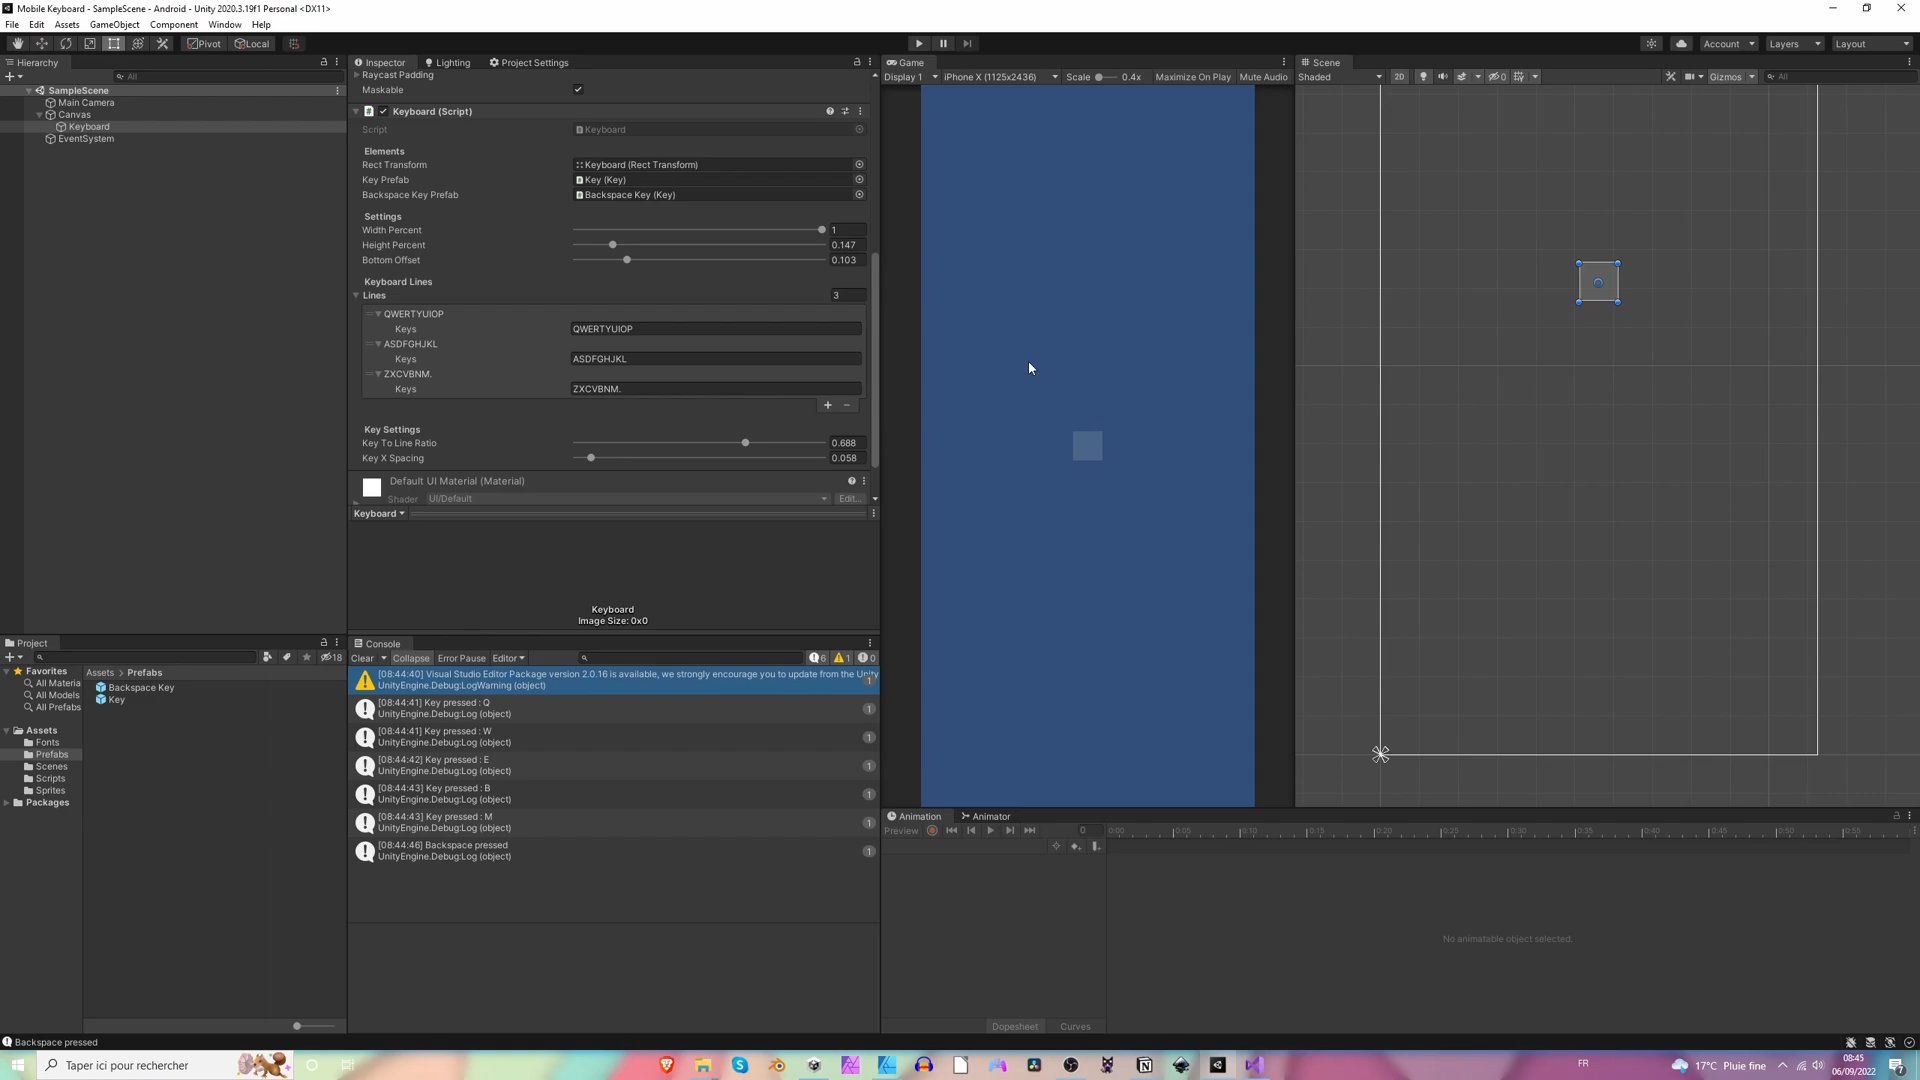 Mobile Keyboard - SampleScene - Android - Unity 2020.3.19f1 Personal <DX11>
File Edit Assets GameObject Component Window Help
Pivot Local
Account Layers Layout
Hierarchy
All
SampleScene
Main Camera
Canvas
Keyboard
EventSystem
Inspector Lighting Project Settings
Raycast Padding
Maskable
Keyboard (Script)
Script Keyboard
Elements
Rect Transform Keyboard (Rect Transform)
Key Prefab Key (Key)
Backspace Key Prefab Backspace Key (Key)
Settings
Width Percent 1
Height Percent 0.147
Bottom Offset 0.103
Keyboard Lines
Lines 3
QWERTYUIOP
Keys QWERTYUIOP
ASDFGHJKL
Keys ASDFGHJKL
ZXCVBNM.
Keys ZXCVBNM.
Key Settings
Key To Line Ratio 0.688
Key X Spacing 0.058
Default UI Material (Material)
Shader UI/Default Edit...
Keyboard
Keyboard
Image Size: 0x0
Game
Display 1 iPhone X (1125x2436) Scale 0.4x Maximize On Play Mute Audio
Scene
Shaded 2D 0 Gizmos All
Project
18
Favorites
All Materia
All Models
All Prefabs
Assets
Fonts
Prefabs
Scenes
Scripts
Sprites
Packages
Assets > Prefabs
Backspace Key
Key
Console
Clear Collapse Error Pause Editor 6 1 0
[08:44:40] Visual Studio Editor Package version 2.0.16 is available, we strongly encourage you to update from the Unity
UnityEngine.Debug:LogWarning (object) 1
[08:44:41] Key pressed : Q
UnityEngine.Debug:Log (object) 1
[08:44:41] Key pressed : W
UnityEngine.Debug:Log (object) 1
[08:44:42] Key pressed : E
UnityEngine.Debug:Log (object) 1
[08:44:43] Key pressed : B
UnityEngine.Debug:Log (object) 1
[08:44:43] Key pressed : M
UnityEngine.Debug:Log (object) 1
[08:44:46] Backspace pressed
UnityEngine.Debug:Log (object) 1
Animation Animator
Preview 0 0:00 0:05 0:10 0:15 0:20 0:25 0:30 0:35 0:40 0:45 0:50 0:55
No animatable object selected.
Dopesheet Curves
Backspace pressed
Taper ici pour rechercher
FR
17°C Pluie fine
08:45
06/09/2022
7